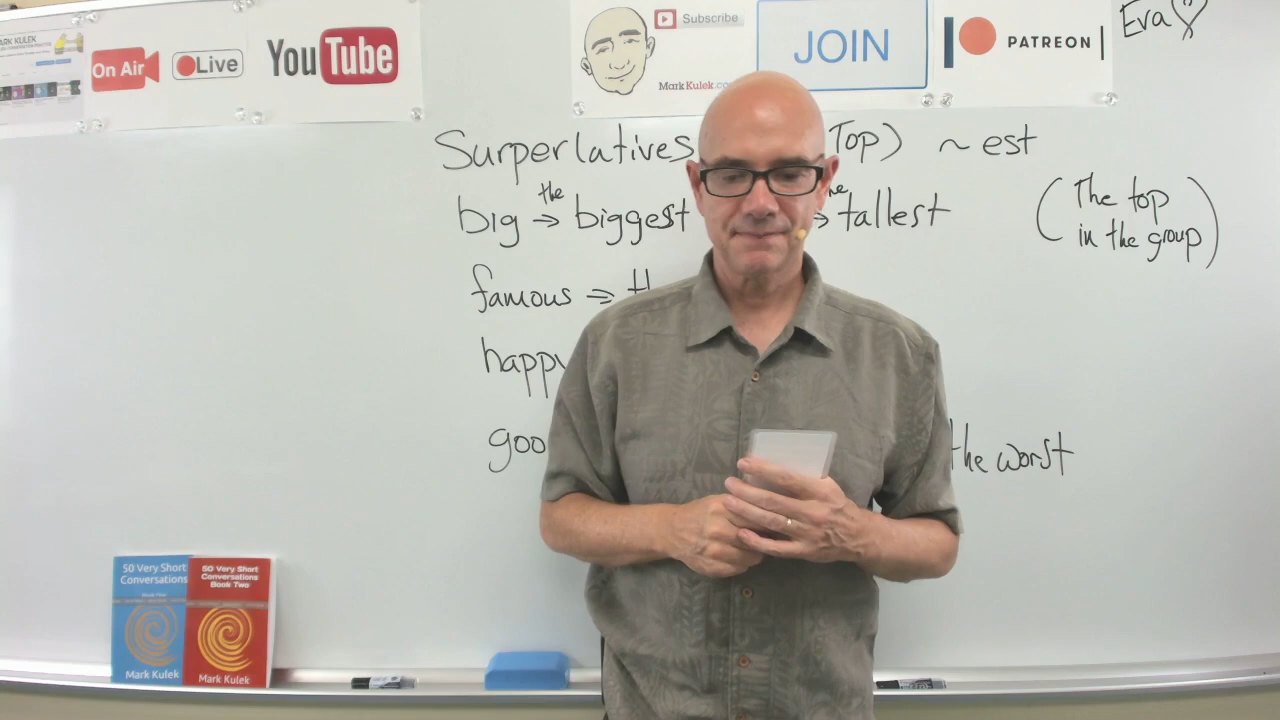 MARK KULEK
On Air
Live
YouTube
Subscribe
MarkKulek.co
JOIN
PATREON
Eva
Surperlatives Top) ~ est
the
big → biggest → tallest
(The top
in the group)
famous ⇒
happy
goo the worst
50 Very Short
Conversations
Mark Kulek
50 Very Short
Conversations
Book Two
Mark Kulek